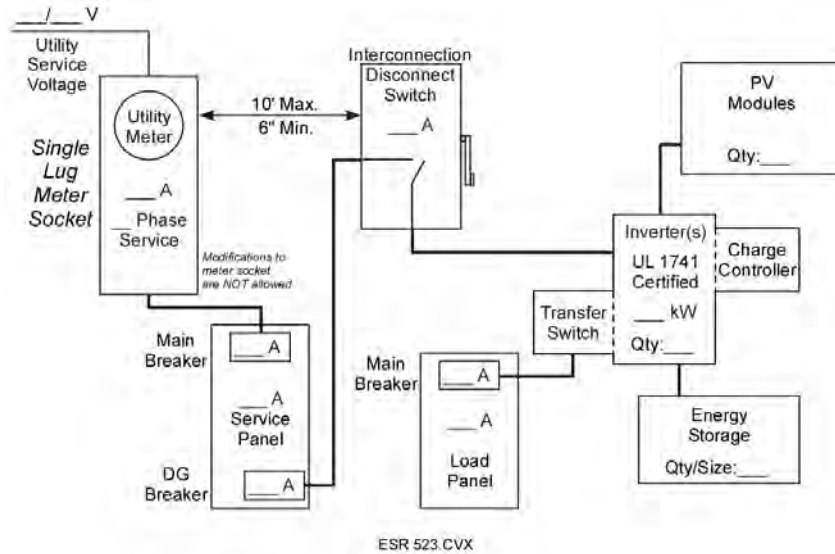 ___/___ V
Utility
Service
Voltage
Utility
Meter
Single
Lug
Meter
Socket
___ A
__ Phase
Service
Modifications to
meter socket
are NOT allowed
10' Max.
6" Min.
Interconnection
Disconnect
Switch
___ A
PV
Modules
Qty:___
Inverter(s)
UL 1741
Certified
___ kW
Qty:___
Charge
Controller
Transfer
Switch
Main
Breaker
___ A
___ A
Service
Panel
DG
Breaker
___ A
Main
Breaker
___ A
___ A
Load
Panel
Energy
Storage
Qty/Size:___
ESR 523.CVX